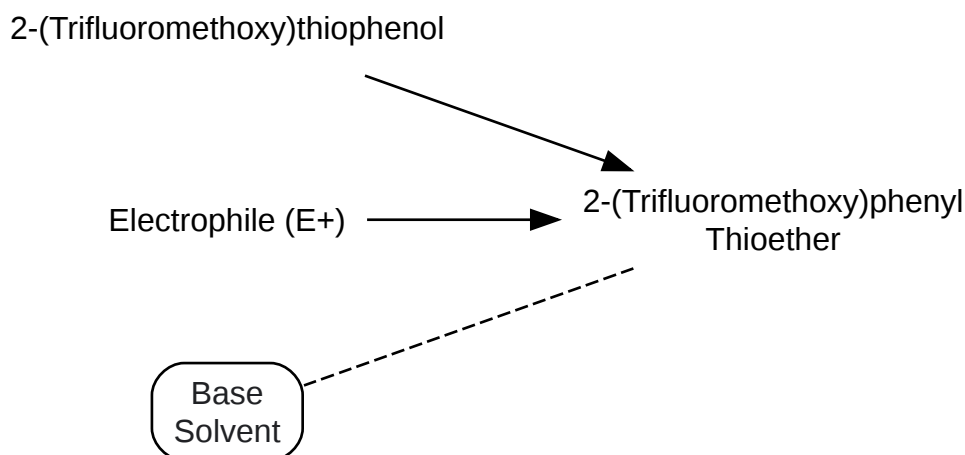 2-(Trifluoromethoxy)thiophenol
Electrophile (E+)
2-(Trifluoromethoxy)phenyl
Thioether
Base
Solvent